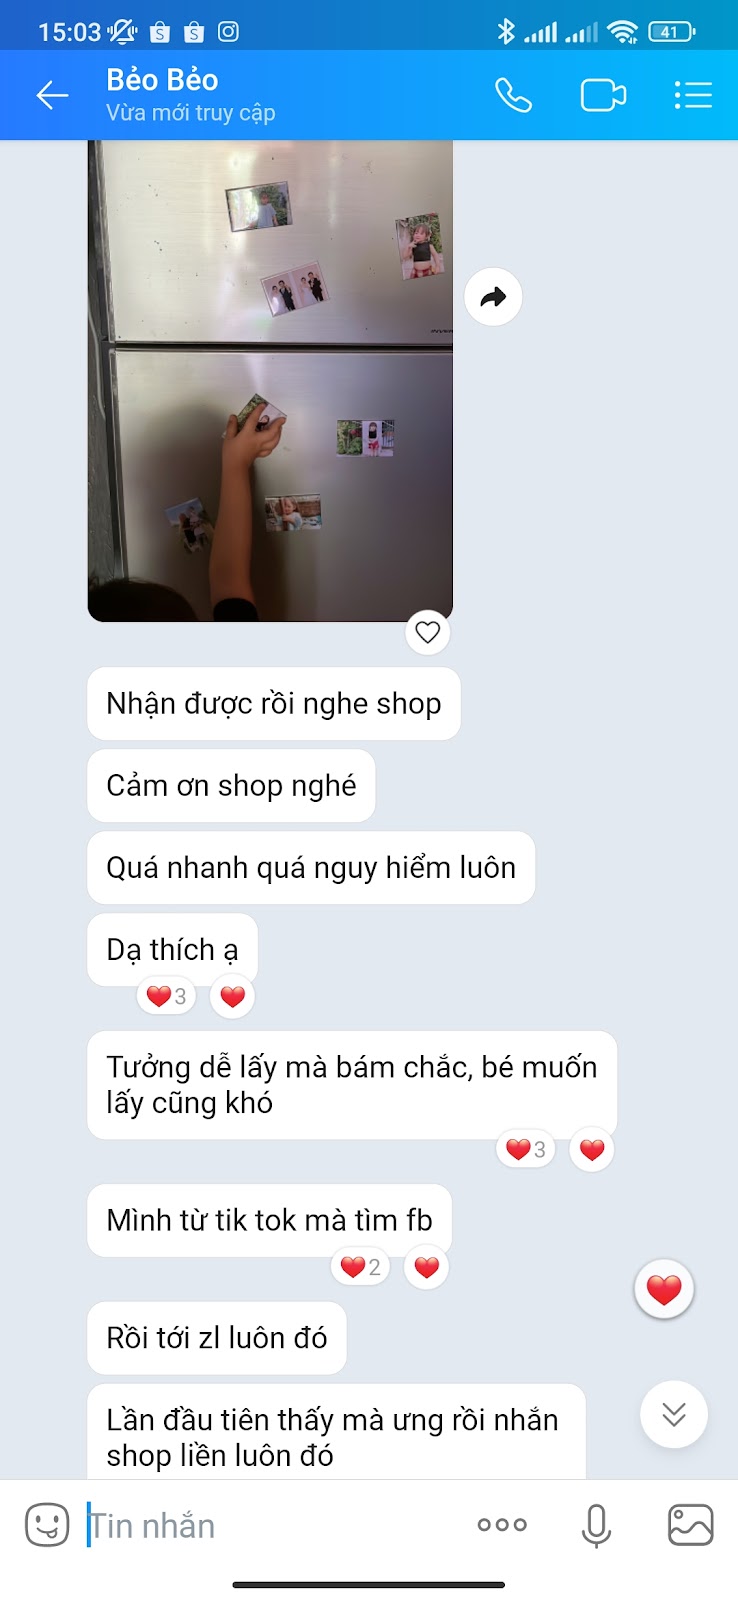 15:03
41
Bẻo Bẻo
Vừa mới truy cập
Nhận được rồi nghe shop
Cảm ơn shop nghé
Quá nhanh quá nguy hiểm luôn
Dạ thích ạ
3
Tưởng dễ lấy mà bám chắc, bé muốn
lấy cũng khó
3
Mình từ tik tok mà tìm fb
2
Rồi tới zl luôn đó
Lần đầu tiên thấy mà ưng rồi nhắn
shop liền luôn đó
Tin nhắn